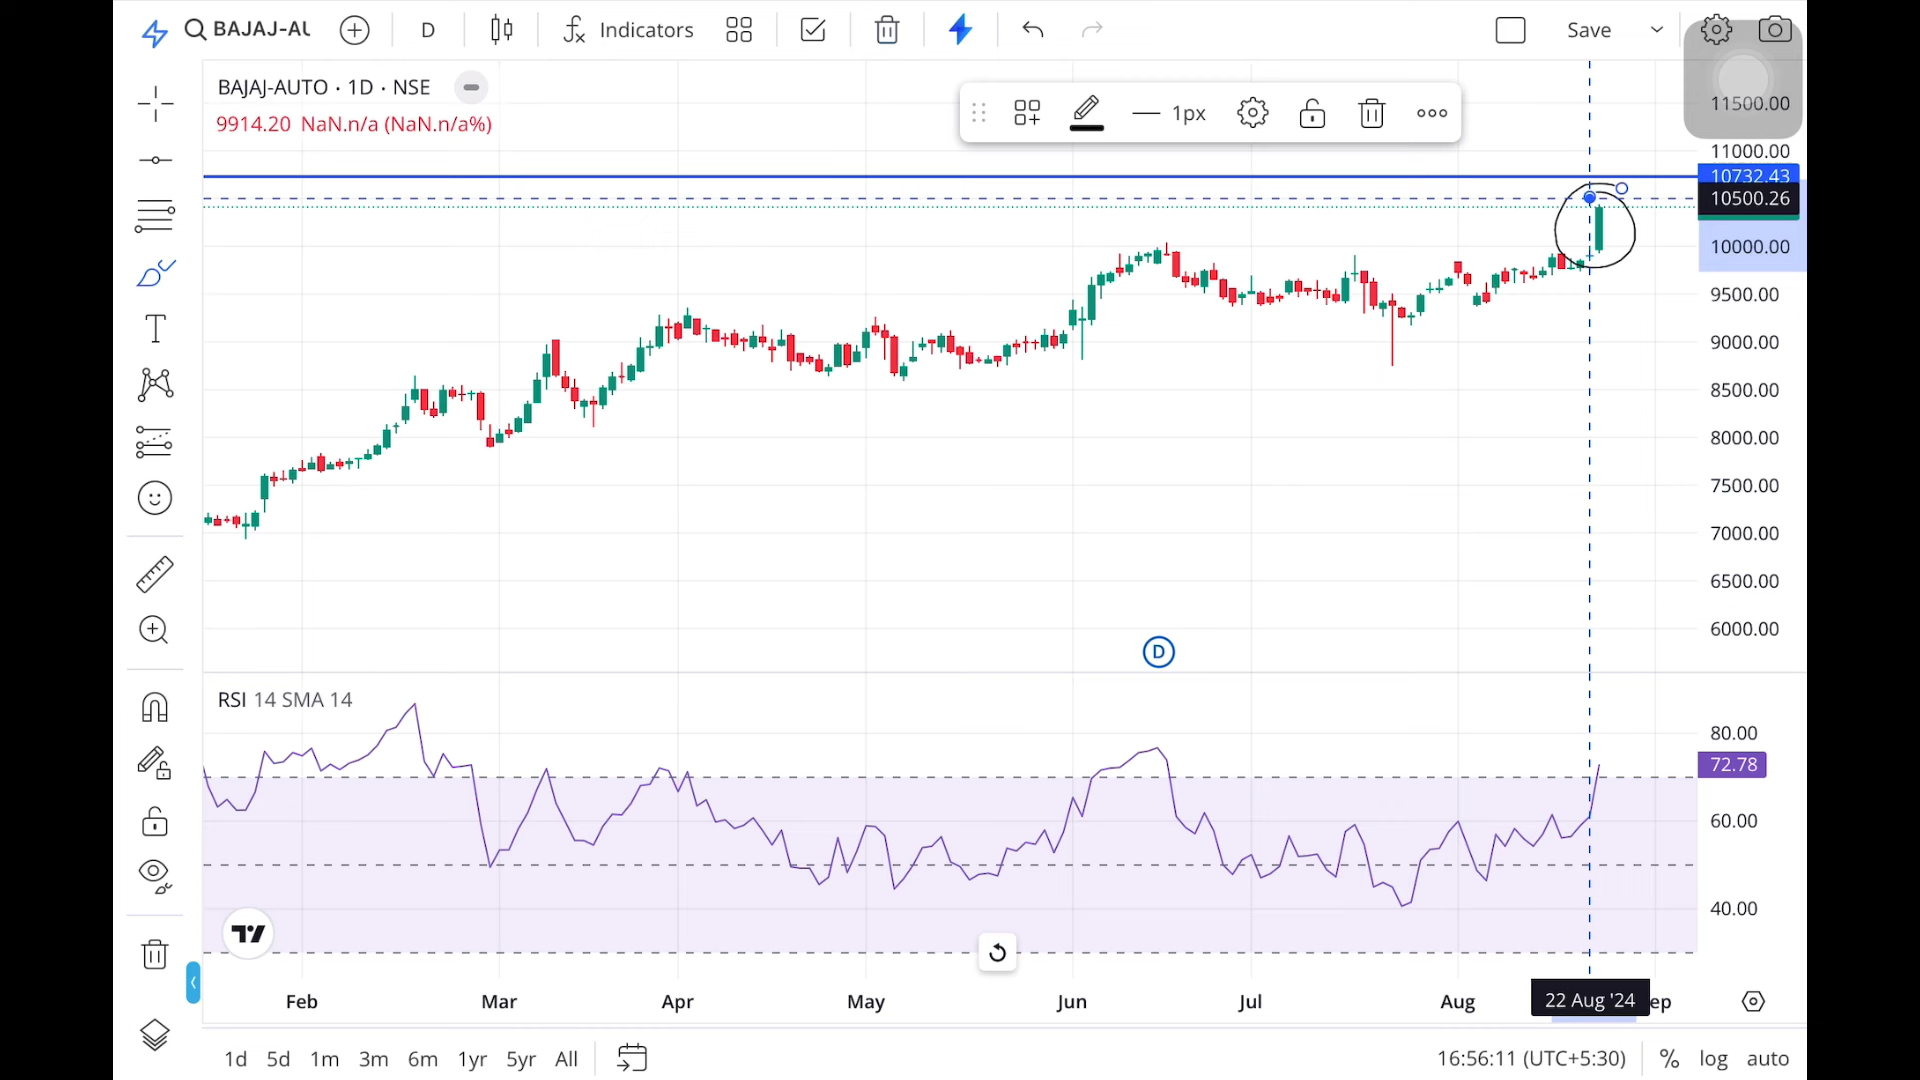 BAJAJ-AU
D
Indicators
Save
BAJAJ-AUTO · 1D · NSE
9914.20 NaN.n/a (NaN.n/a%)
1px
11500.00
11000.00
10732.43
10500.26
10000.00
9500.00
9000.00
8500.00
8000.00
7500.00
7000.00
6500.00
6000.00
D
RSI 14 SMA 14
80.00
72.78
60.00
40.00
Feb Mar Apr May Jun Jul Aug 22 Aug '24 ep
1d 5d 1m 3m 6m 1yr 5yr All
16:56:11 (UTC+5:30) % log auto